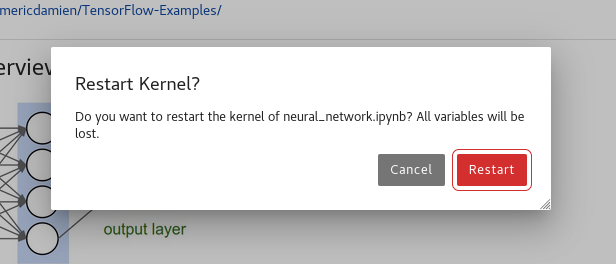 mericdamien/TensorFlow-Examples/
erview
Restart Kernel?
Do you want to restart the kernel of neural_network.ipynb? All variables will be
lost.
Cancel
Restart
output layer